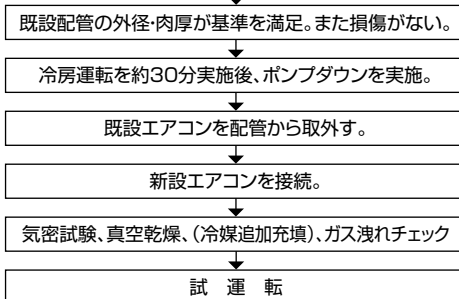 既設配管の外径・肉厚が基準を満足。また損傷がない。
冷房運転を約30分実施後、ポンプダウンを実施。
既設エアコンを配管から取外す。
新設エアコンを接続。
気密試験、真空乾燥、(冷媒追加充填)、ガス洩れチェック
試 運 転